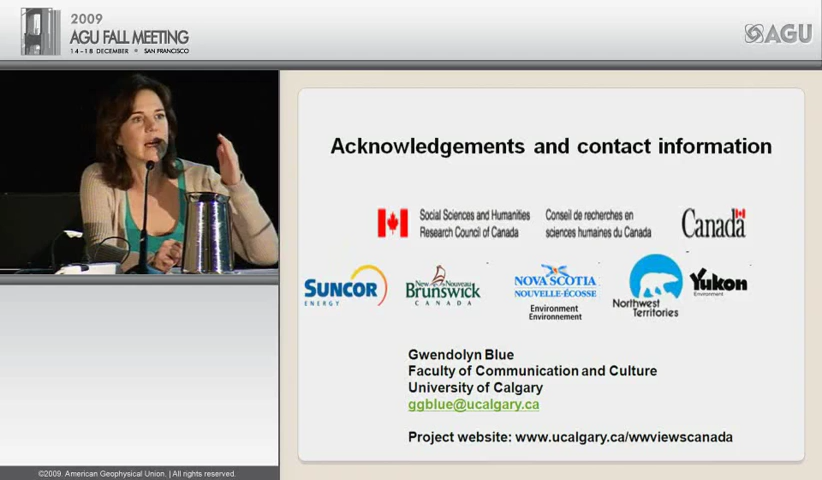 2009
AGU FALL MEETING
14-18 DECEMBER • SAN FRANCISCO
AGU
Acknowledgements and contact information
Social Sciences and Humanities Research Council of Canada
Conseil de recherches en sciences humaines du Canada
Canada
SUNCOR
ENERGY
New Nouveau
Brunswick
CANADA
NOVA SCOTIA
NOUVELLE-ÉCOSSE
Environment
Environnement
Northwest
Territories
Yukon
Environment
Gwendolyn Blue
Faculty of Communication and Culture
University of Calgary
ggblue@ucalgary.ca
Project website: www.ucalgary.ca/wwviewscanada
©2009. American Geophysical Union. | All rights reserved.